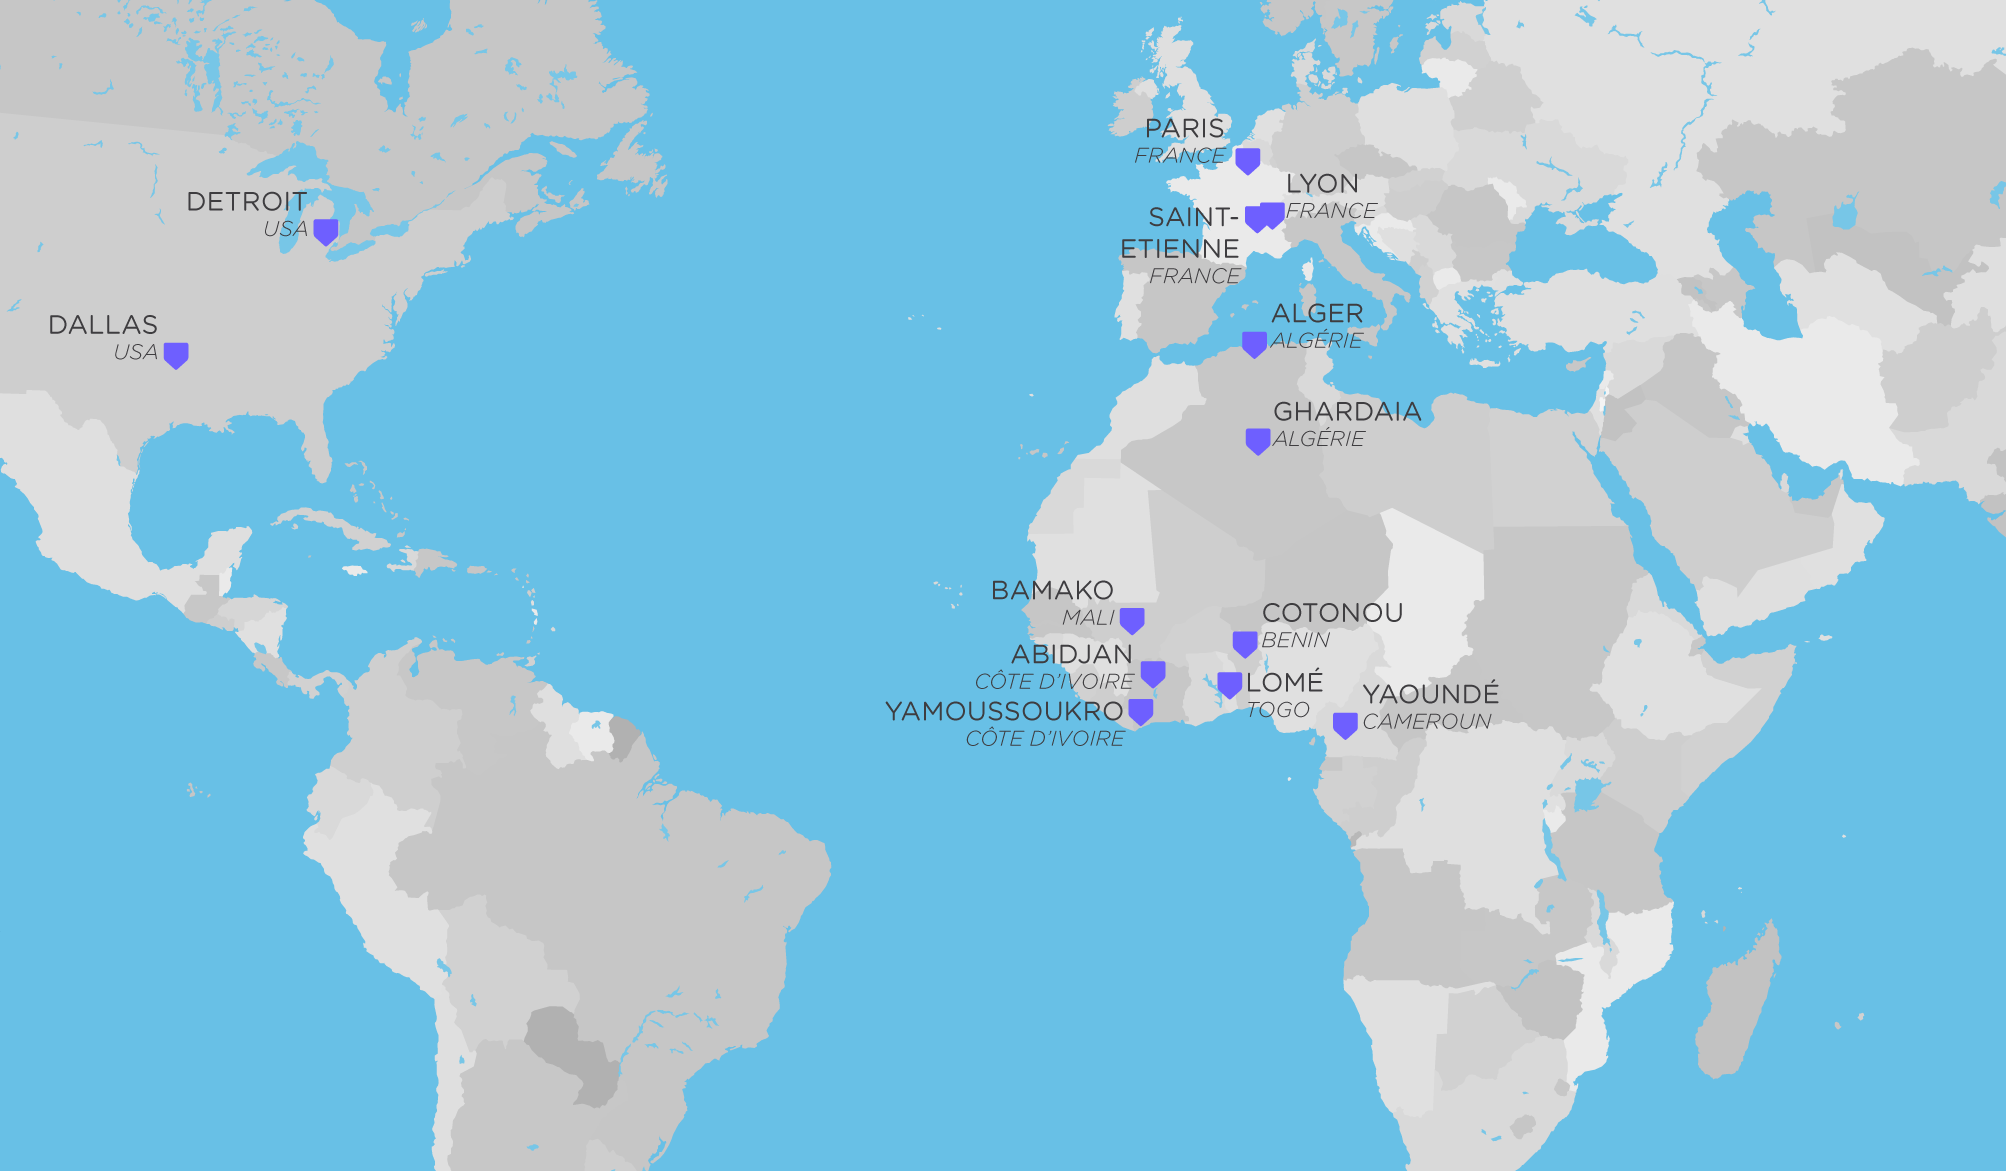 PARIS
FRANCE
LYON
FRANCE
DETROIT
USA
SAINT-
ETIENNE
FRANCE
DALLAS
USA
ALGER
ALGÉRIE
GHARDAIA
ALGÉRIE
BAMAKO
MALI
COTONOU
BENIN
ABIDJAN
CÔTE D'IVOIRE
LOMÉ
TOGO
YAOUNDÉ
CAMEROUN
YAMOUSSOUKRO
CÔTE D'IVOIRE